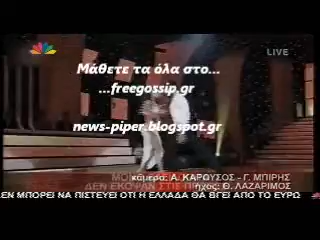 LIVE
Μάθετε τα όλα στο...
...freegossip.gr
news-piper.blogspot.gr
κάμερα: Α. ΚΑΡΟΥΣΟΣ - Γ. ΜΠΙΡΗΣ
ΔΕΝ ΕΚΟΨΑΝ ΣΤΙΣ
ήχος: Θ. ΛΑΖΑΡΙΜΟΣ
ΕΝ ΜΠΟΡΕΙ ΝΑ ΠΙΣΤΕΥΕΙ ΟΤΙ Η ΕΛΛΑΔΑ ΘΑ ΒΓΕΙ ΑΠΟ ΤΟ ΕΥΡΩ